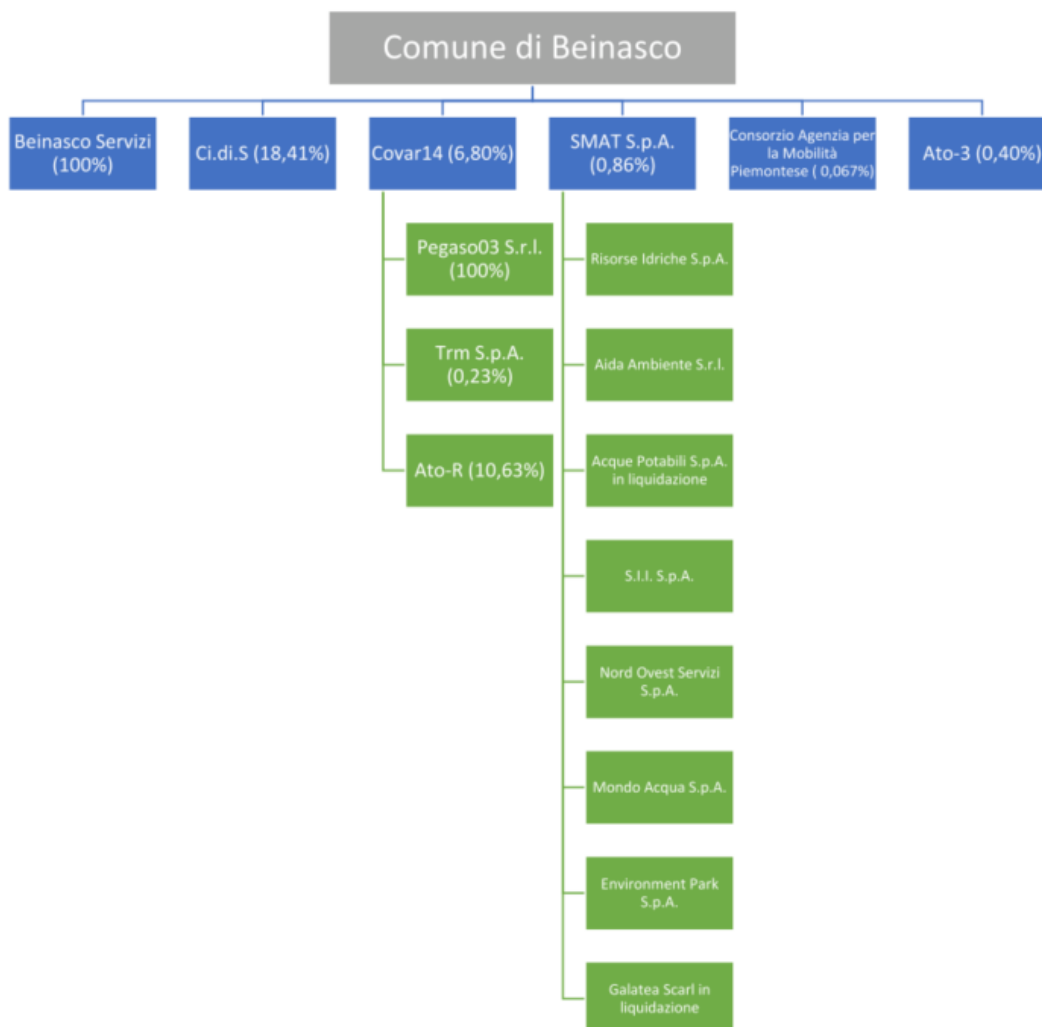 Comune di Beinasco
Beinasco Servizi
(100%)
Ci.di.S (18,41%)
Covar14 (6,80%)
SMAT S.p.A.
(0,86%)
Consorzio Agenzia per
la Mobilità
Piemontese ( 0,067%)
Ato-3 (0,40%)
Pegaso03 S.r.l.
(100%)
Trm S.p.A.
(0,23%)
Ato-R (10,63%)
Risorse Idriche S.p.A.
Aida Ambiente S.r.l.
Acque Potabili S.p.A.
in liquidazione
S.I.I. S.p.A.
Nord Ovest Servizi
S.p.A.
Mondo Acqua S.p.A.
Environment Park
S.p.A.
Galatea Scarl in
liquidazione